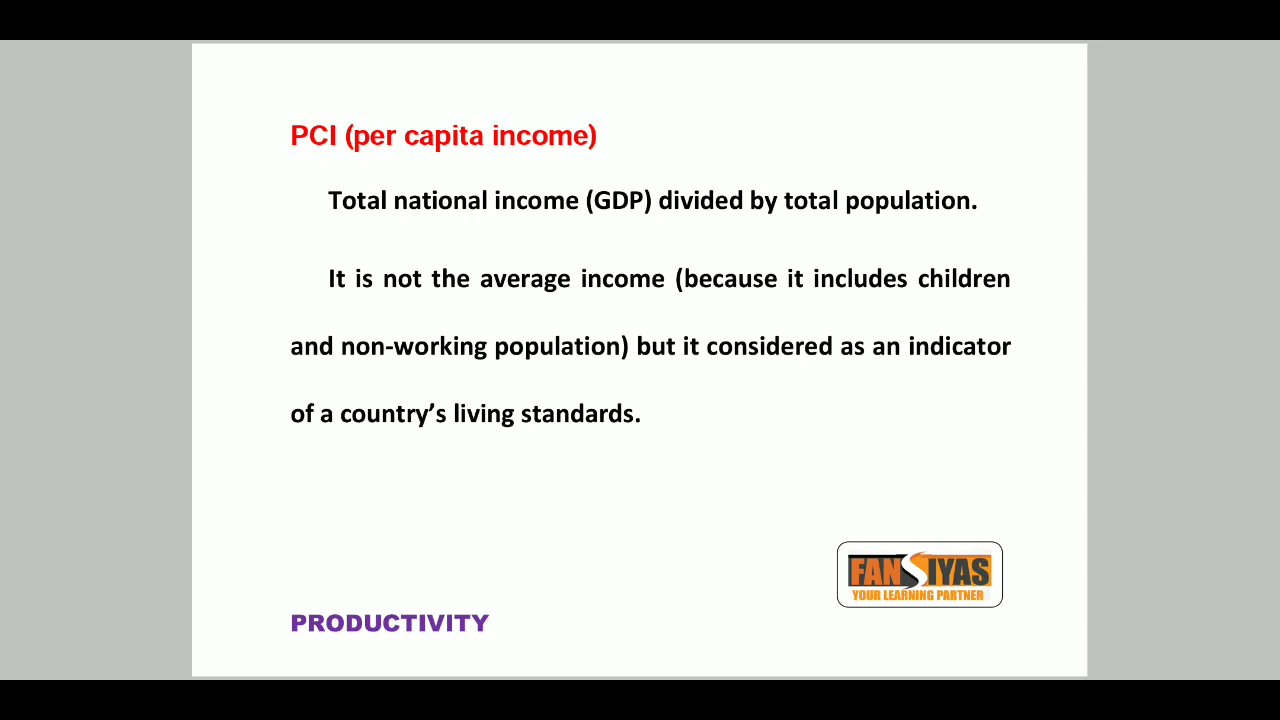 PCI (per capita income)
Total national income (GDP) divided by total population.
It is not the average income (because it includes children
and non-working population) but it considered as an indicator
of a country’s living standards.
FANSIYAS
YOUR LEARNING PARTNER
PRODUCTIVITY